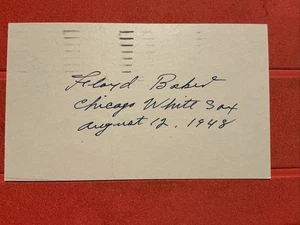 Floyd Baker
Chicago White Sox
August 12, 1948